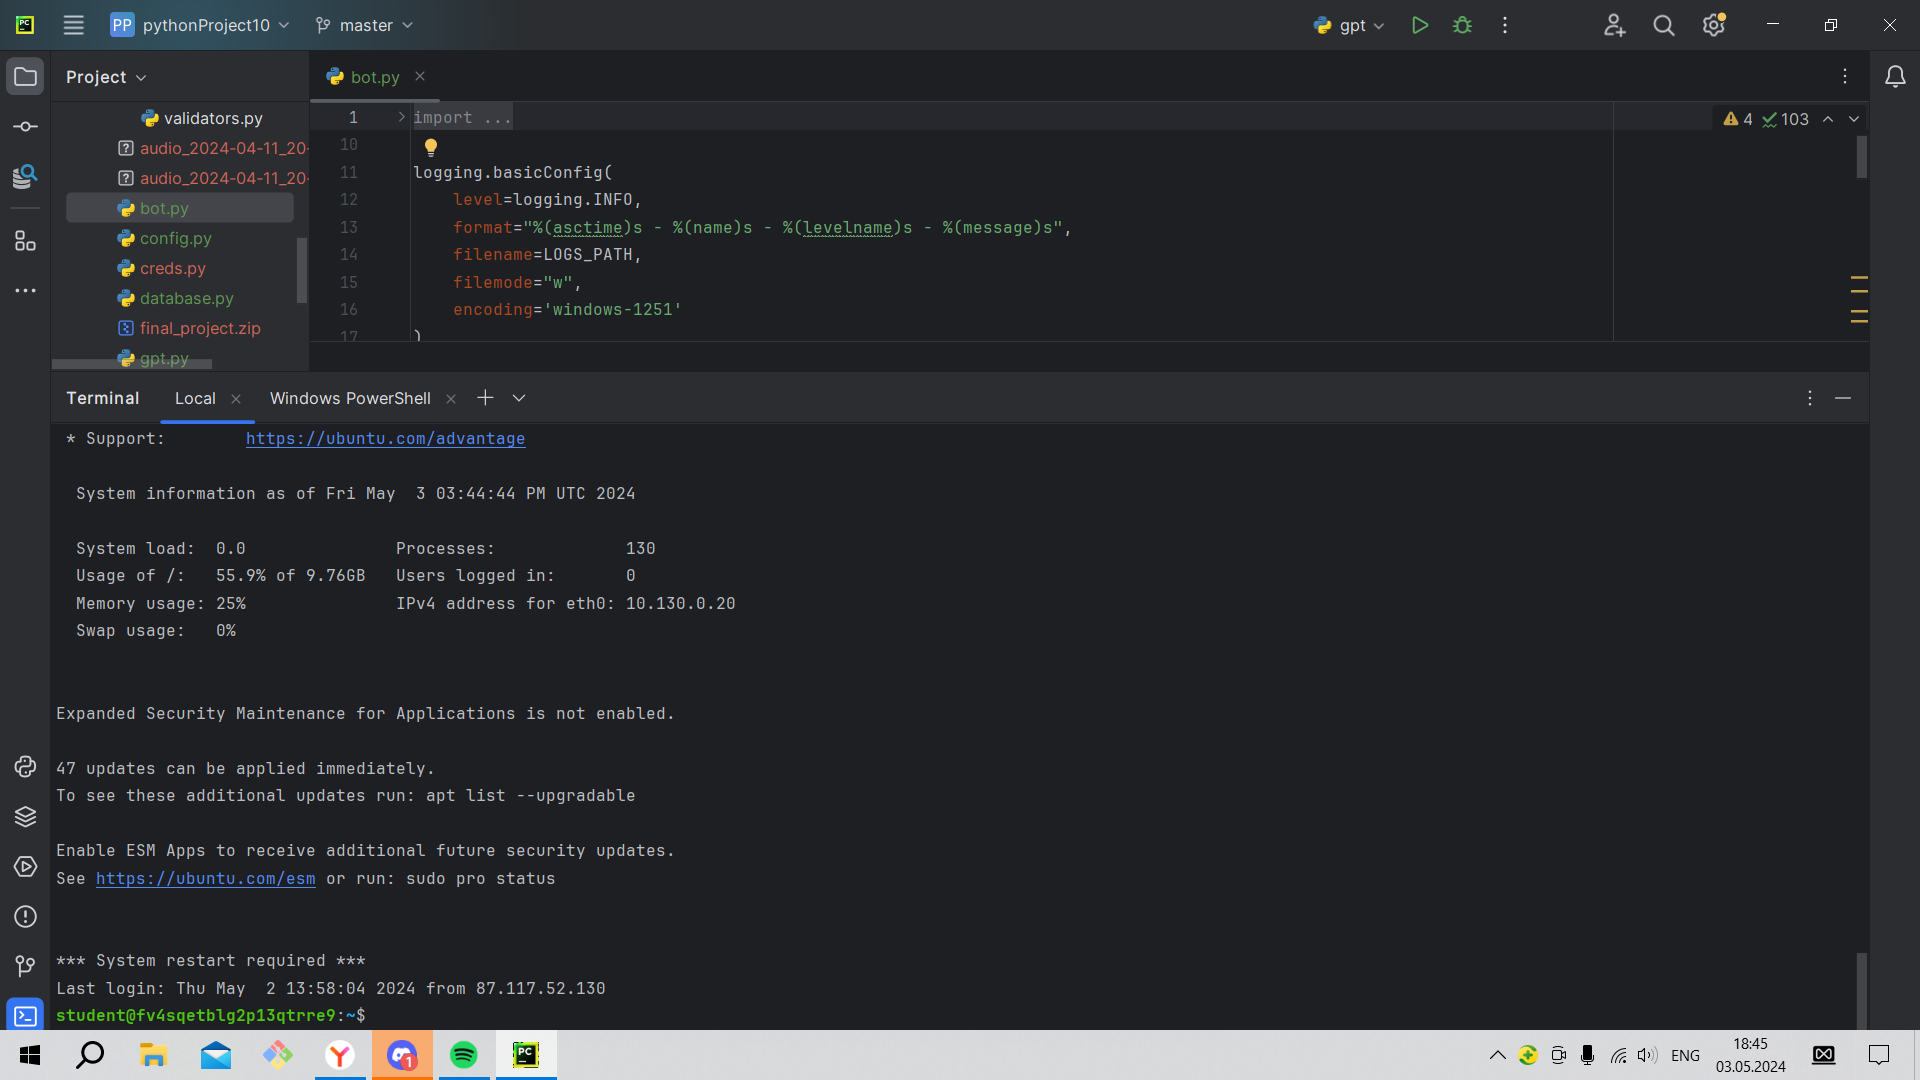 PC
PP pythonProject10
master
gpt
Project
bot.py
validators.py
audio_2024-04-11_20-
audio_2024-04-11_20-
bot.py
config.py
creds.py
database.py
final_project.zip
gpt.py
4 103
1 import ...
10
11 logging.basicConfig(
12 level=logging.INFO,
13 format="%(asctime)s - %(name)s - %(levelname)s - %(message)s",
14 filename=LOGS_PATH,
15 filemode="w",
16 encoding='windows-1251'
17 )
Terminal
Local
Windows PowerShell
* Support: https://ubuntu.com/advantage
System information as of Fri May  3 03:44:44 PM UTC 2024
System load:  0.0 Processes: 130
Usage of /:   55.9% of 9.76GB Users logged in: 0
Memory usage: 25% IPv4 address for eth0: 10.130.0.20
Swap usage:   0%
Expanded Security Maintenance for Applications is not enabled.
47 updates can be applied immediately.
To see these additional updates run: apt list --upgradable
Enable ESM Apps to receive additional future security updates.
See https://ubuntu.com/esm or run: sudo pro status
*** System restart required ***
Last login: Thu May  2 13:58:04 2024 from 87.117.52.130
student@fv4sqetblg2p13qtrre9:~$
1
PC
ENG
18:45
03.05.2024